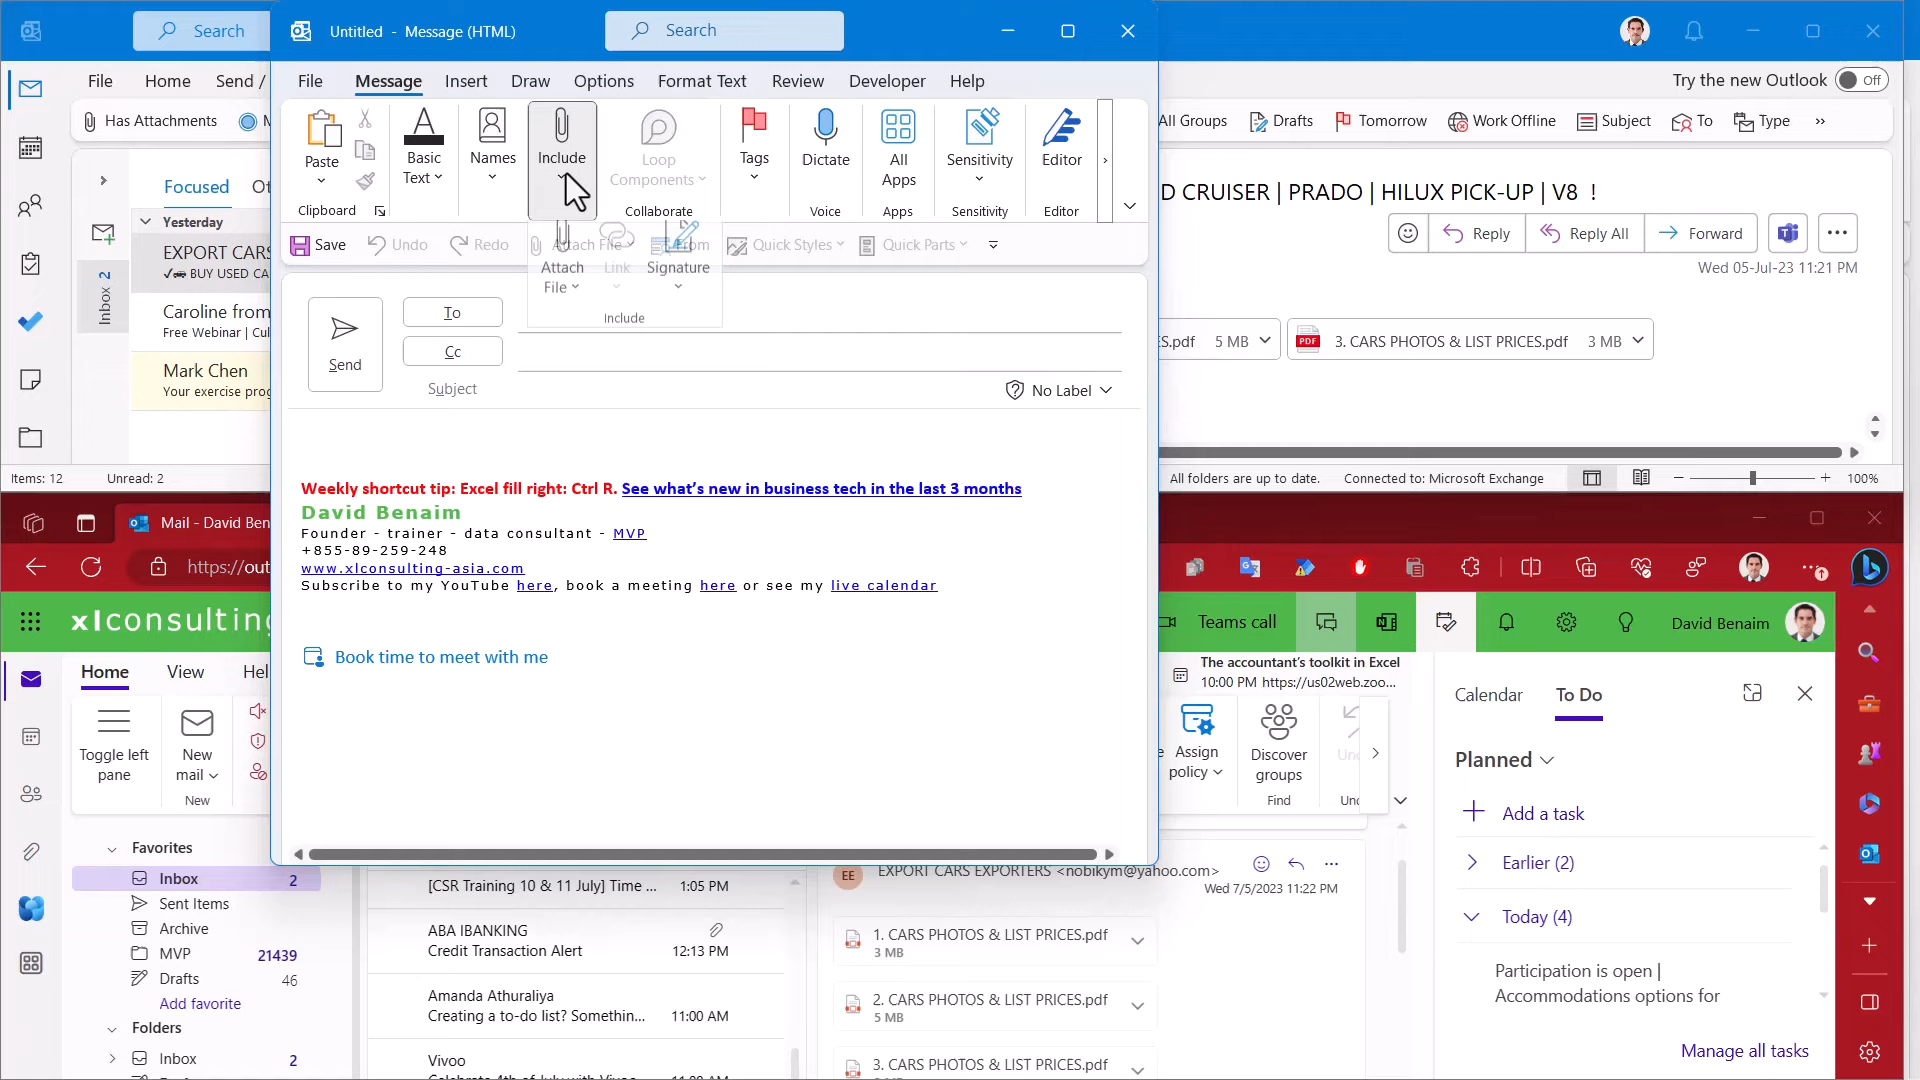 Search
Untitled - Message (HTML)
Search
File
Home
Send /
File
Message
Insert
Draw
Options
Format Text
Review
Developer
Help
Try the new Outlook
Off
Has Attachments
Paste
Clipboard
Basic
Text
Names
Include
Loop
Components
Collaborate
Tags
Dictate
Voice
All
Apps
Apps
Sensitivity
Sensitivity
Editor
Editor
All Groups
Drafts
Tomorrow
Work Offline
Subject
To
Type
Focused
Yesterday
EXPORT CARS
BUY USED CA
Caroline from
Free Webinar | Cul
Mark Chen
Your exercise prog
Inbox 2
Items: 12
Unread: 2
Save
Undo
Redo
Attach File
From
Quick Styles
Quick Parts
Attach
File
Link
Signature
Include
Send
To
Cc
Subject
No Label
Weekly shortcut tip: Excel fill right: Ctrl R. See what's new in business tech in the last 3 months
David Benaim
Founder - trainer - data consultant - MVP
+855-89-259-248
www.xlconsulting-asia.com
Subscribe to my YouTube here, book a meeting here or see my live calendar
Book time to meet with me
D CRUISER | PRADO | HILUX PICK-UP | V8 !
Reply
Reply All
Forward
Wed 05-Jul-23 11:21 PM
S.pdf 5 MB
PDF
3. CARS PHOTOS & LIST PRICES.pdf 3 MB
All folders are up to date.
Connected to: Microsoft Exchange
100%
Mail - David Ben
https://out
xlconsulting
Teams call
David Benaim
Home
View
Hel
The accountant's toolkit in Excel
10:00 PM https://us02web.zoo...
Toggle left
pane
New
mail
New
Assign
policy
Discover
groups
Find
Calendar
To Do
Planned
Add a task
Earlier (2)
Today (4)
Participation is open |
Accommodations options for
Manage all tasks
Favorites
Inbox 2
Sent Items
Archive
MVP 21439
Drafts 46
Add favorite
Folders
Inbox 2
[CSR Training 10 & 11 July] Time ... 1:05 PM
ABA IBANKING
Credit Transaction Alert 12:13 PM
Amanda Athuraliya
Creating a to-do list? Somethin... 11:00 AM
Vivoo
EE
EXPORT CARS EXPORTERS <nobikym@yahoo.com>
Wed 7/5/2023 11:22 PM
1. CARS PHOTOS & LIST PRICES.pdf
3 MB
2. CARS PHOTOS & LIST PRICES.pdf
5 MB
3. CARS PHOTOS & LIST PRICES.pdf